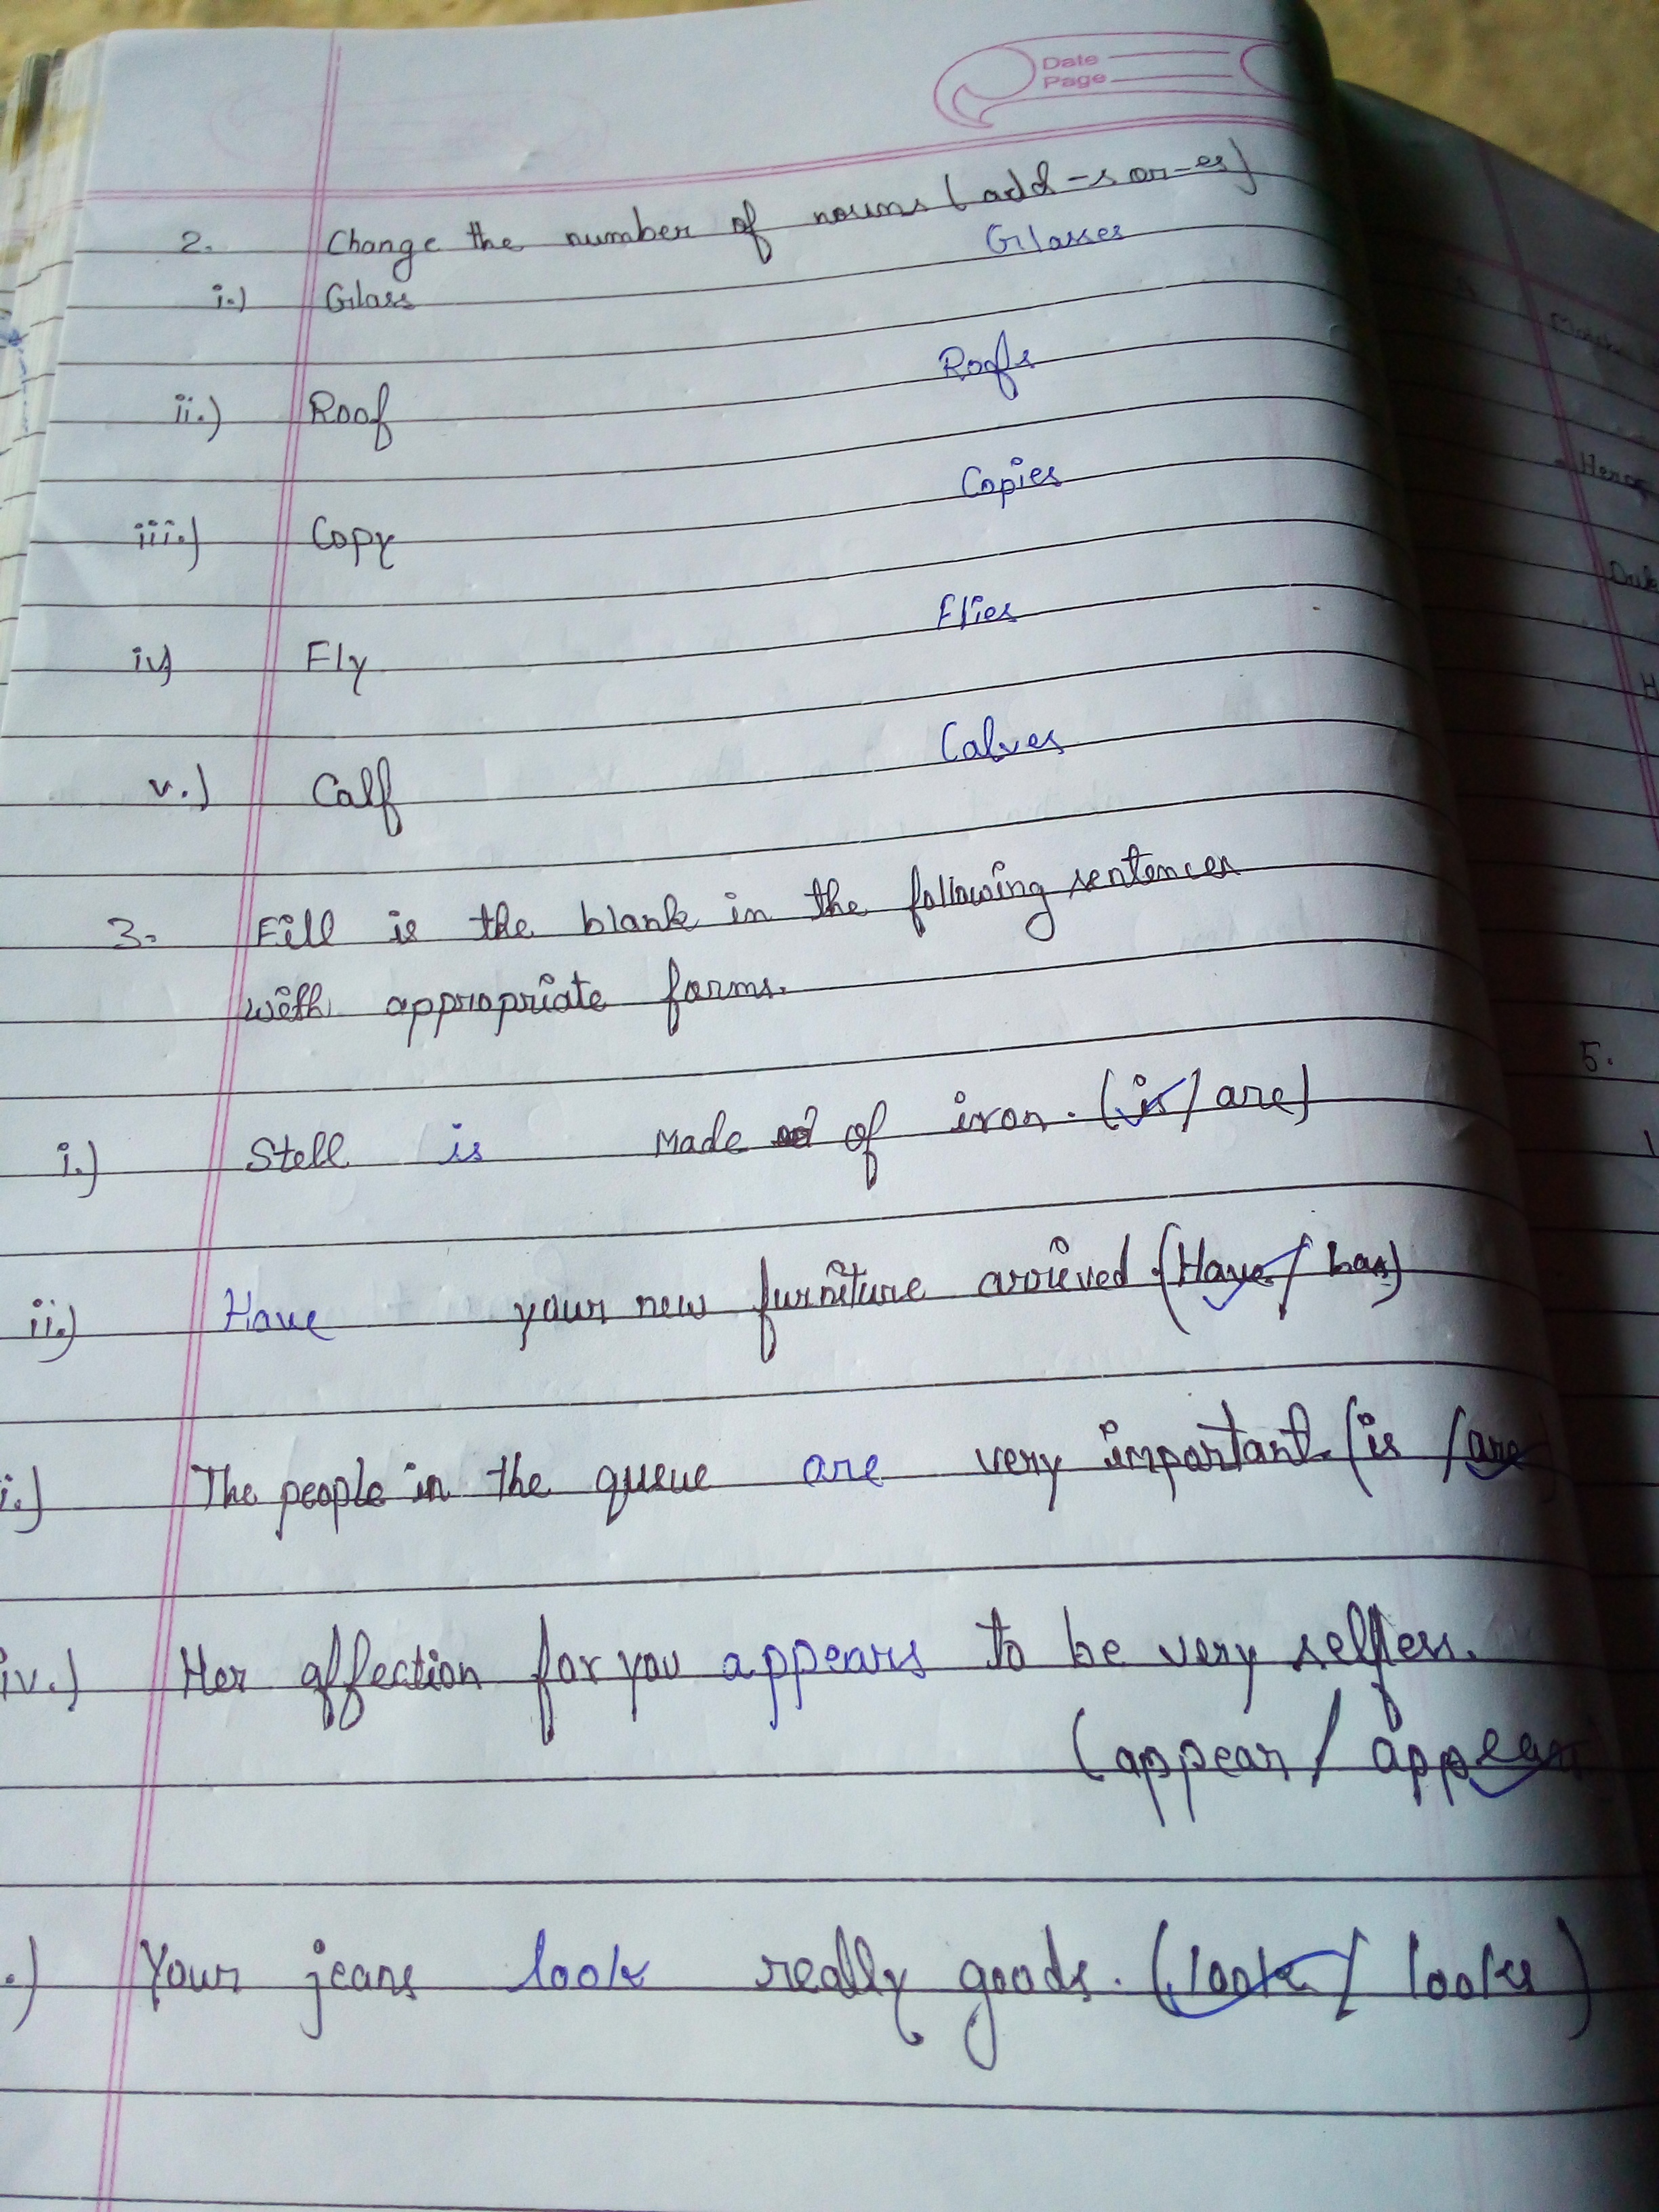 Date
Page
2. Change the number of nouns (add -s or -es)
i.) Glass Glasses
ii.) Roof Roofs
iii.) Copy Copies
iv) Fly Flies
v.) Calf Calves
3. Fill is the blank in the following sentences
with appropriate forms.
i.) Stell is Made of iron. (is/are)
ii.) Have your new furniture arrieved. (Have/has)
i.) The people in the queue are very important. (is/are
iv.) Her affection for you appears to be very selfless.
(appear/appear
.) Your jeans look really goods. (look/looks)
Henc
5.